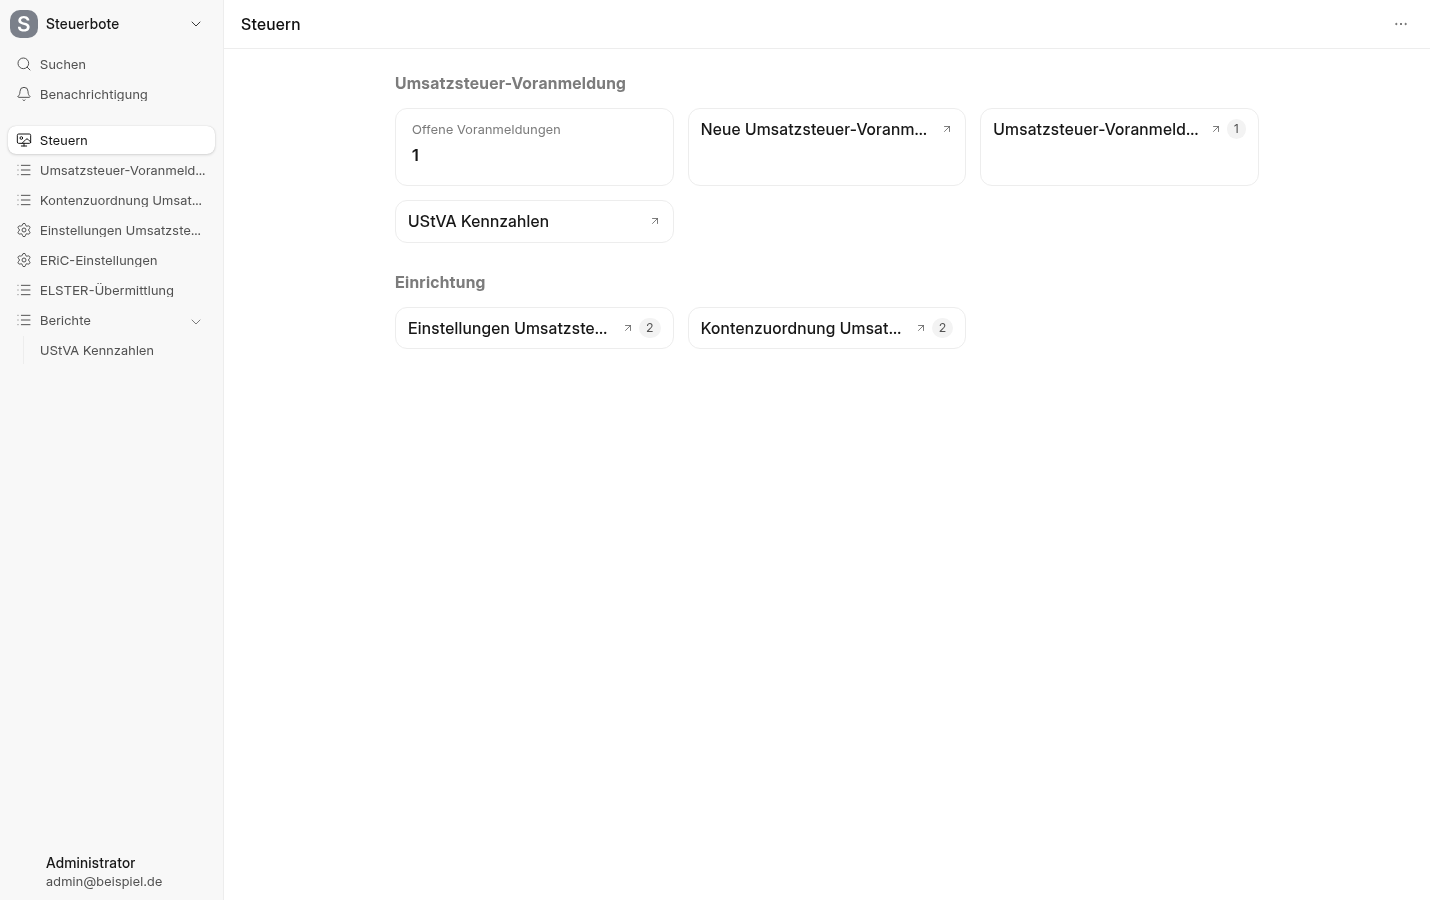 S Steuerbote
Suchen
Benachrichtigung
Steuern
Umsatzsteuer-Voranmeld...
Kontenzuordnung Umsat...
Einstellungen Umsatzste...
ERiC-Einstellungen
ELSTER-Übermittlung
Berichte
UStVA Kennzahlen
Administrator
admin@beispiel.de
Steuern
Umsatzsteuer-Voranmeldung
Offene Voranmeldungen
1
Neue Umsatzsteuer-Voranm...
Umsatzsteuer-Voranmeld... 1
UStVA Kennzahlen
Einrichtung
Einstellungen Umsatzste... 2
Kontenzuordnung Umsat... 2